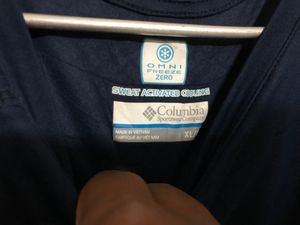 OMNI
FREEZE
ZERO
SWEAT ACTIVATED COOLING
Columbia
Sportswear Company
MADE IN VIETNAM
FABRIQUÉ AU VIET NAM
XL